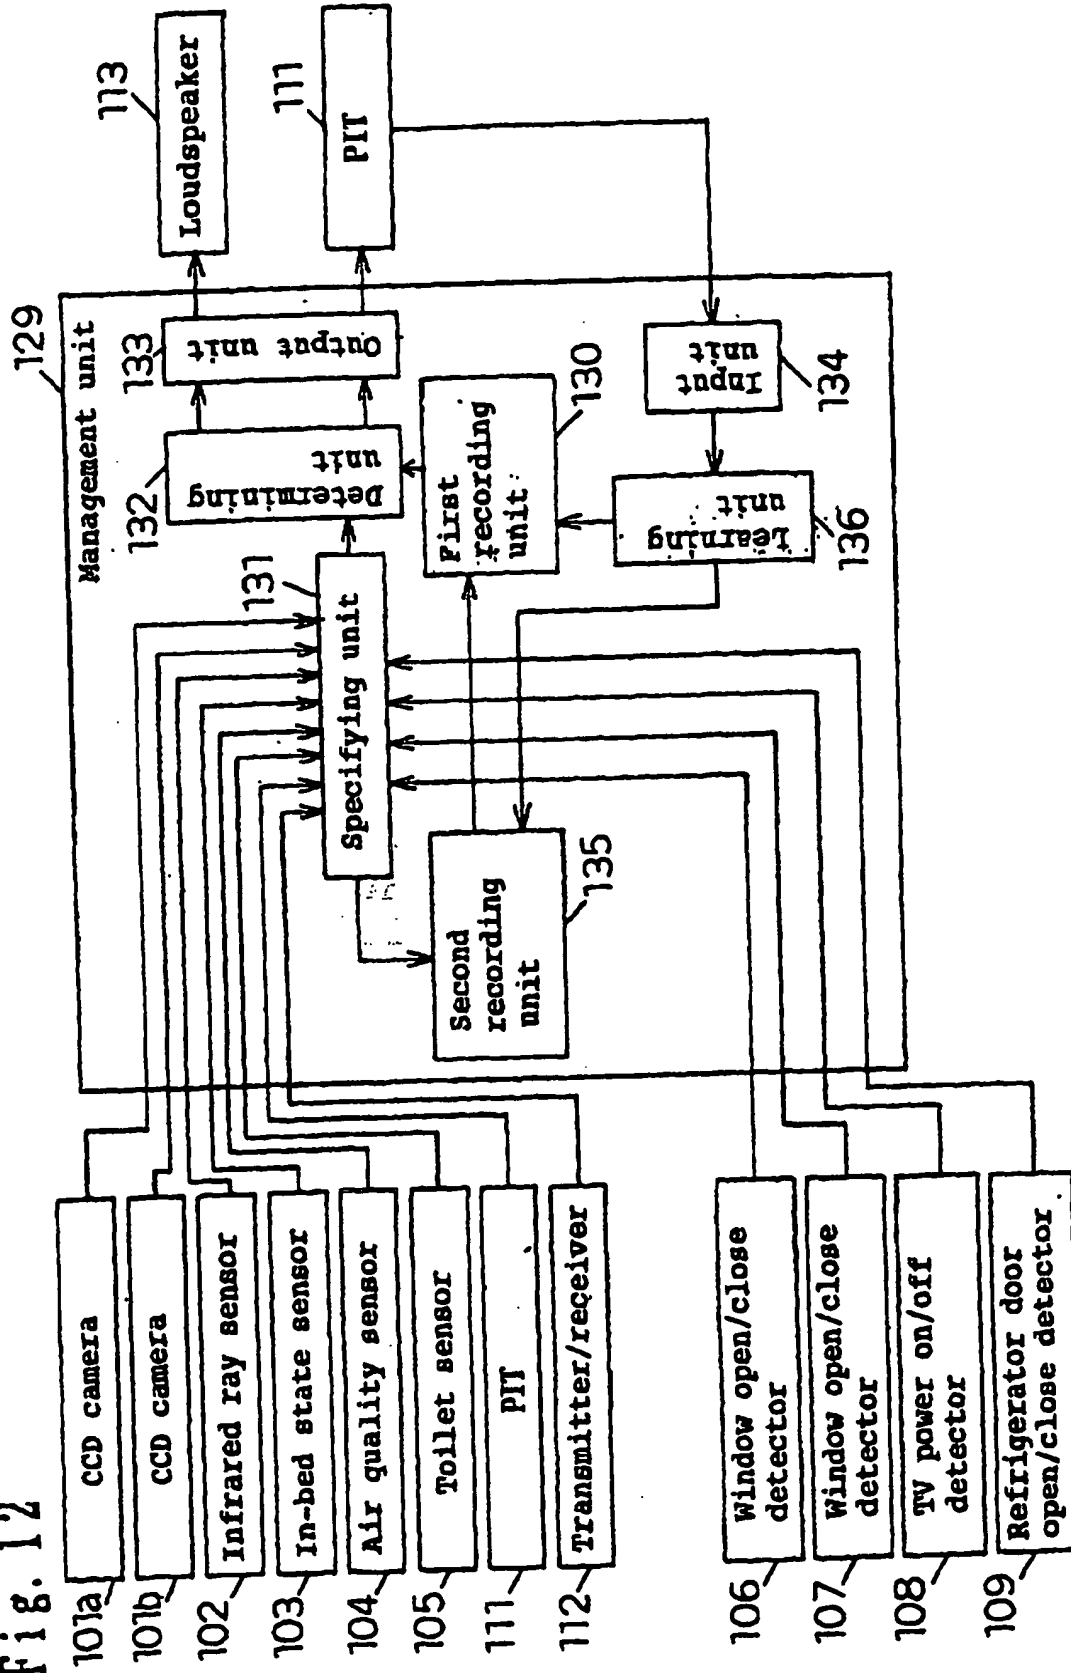 Fig. 12
101a
CCD camera
101b
CCD camera
102
Infrared ray sensor
103
In-bed state sensor
104
Air quality sensor
105
Toilet sensor
111
PIT
112
Transmitter/receiver
106
Window open/close
detector
107
Window open/close
detector
108
TV power on/off
detector
109
Refrigerator door
open/close detector
129
Management unit
131
Specifying unit
Second
recording
unit
135
132
Determining
unit
133
Output unit
First
recording
unit
130
Learning
unit
136
Input
unit
134
113
Loudspeaker
111
PIT